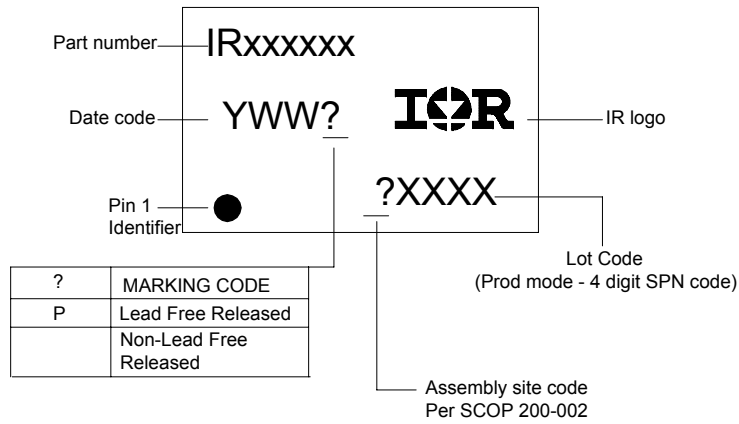 Part number
IRxxxxxx
Date code
YWW?
IOR
IR logo
?XXXX
Pin 1
Identifier
Lot Code
(Prod mode - 4 digit SPN code)
? MARKING CODE
P Lead Free Released
Non-Lead Free
Released
Assembly site code
Per SCOP 200-002